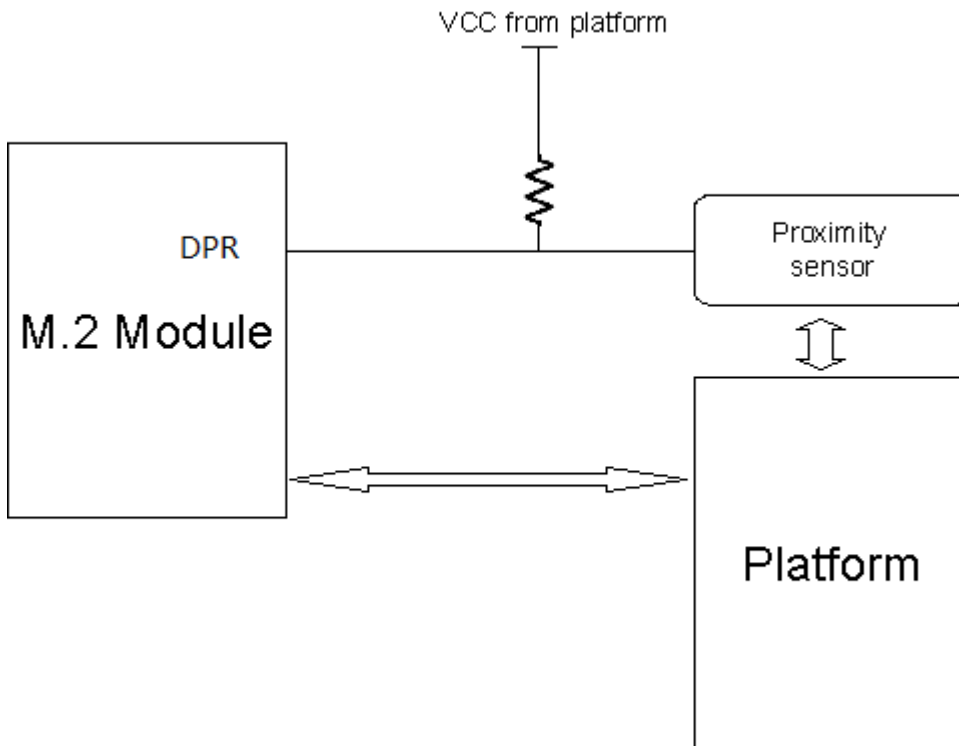 VCC from platform
DPR
M.2 Module
Proximity
sensor
Platform